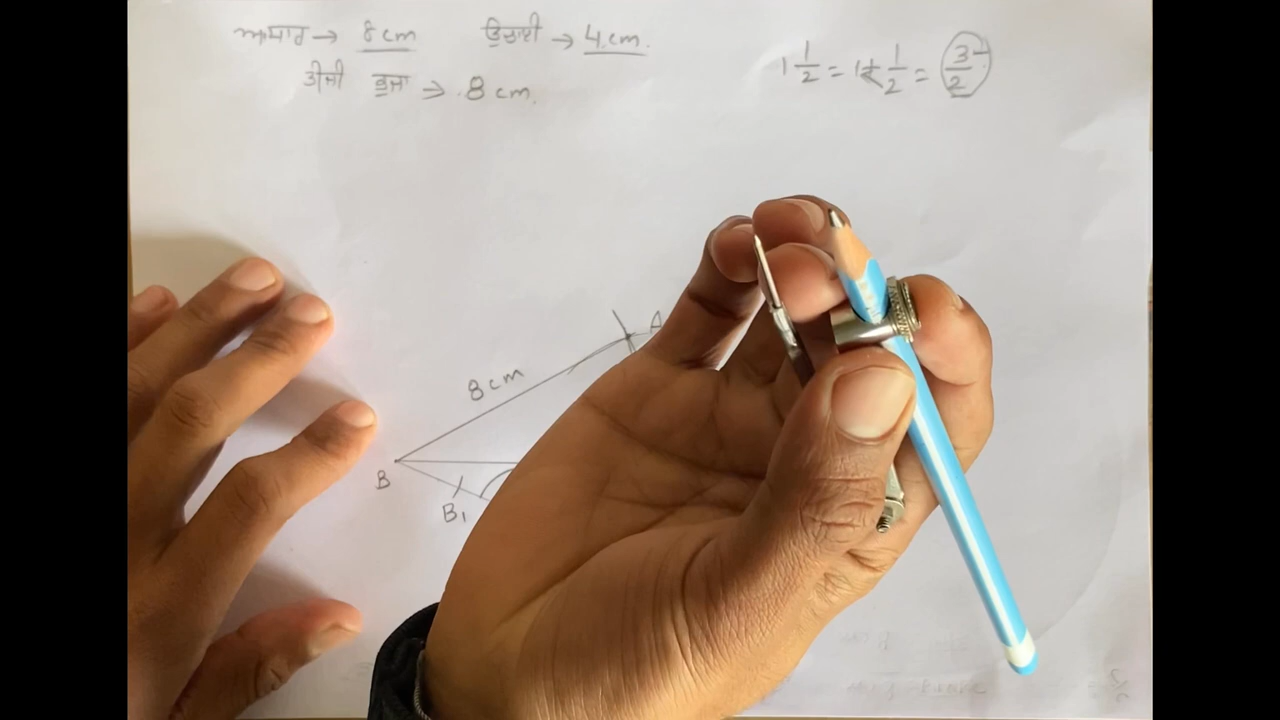 ਆਧਾਰ → 8 cm ਉਚਾਈ → 4 cm.
ਤੀਜੀ ਭੁਜਾ → 8 cm.
1 1/2 = 1 + 1/2 = 3/2
A
8 cm
B
B1